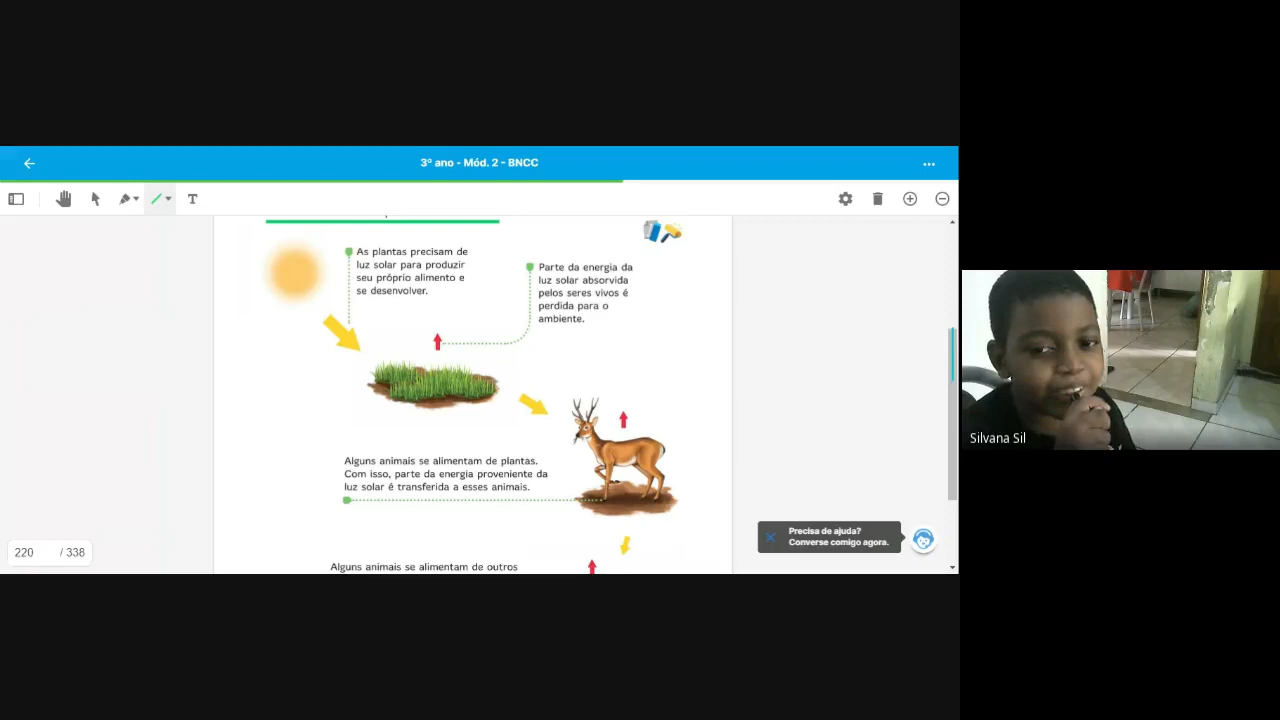 3º ano - Mód. 2 - BNCC
T
As plantas precisam de
luz solar para produzir
seu próprio alimento e
se desenvolver.
Parte da energia da
luz solar absorvida
pelos seres vivos é
perdida para o
ambiente.
Alguns animais se alimentam de plantas.
Com isso, parte da energia proveniente da
luz solar é transferida a esses animais.
Alguns animais se alimentam de outros
220 / 338
Precisa de ajuda?
Converse comigo agora.
Silvana Sil